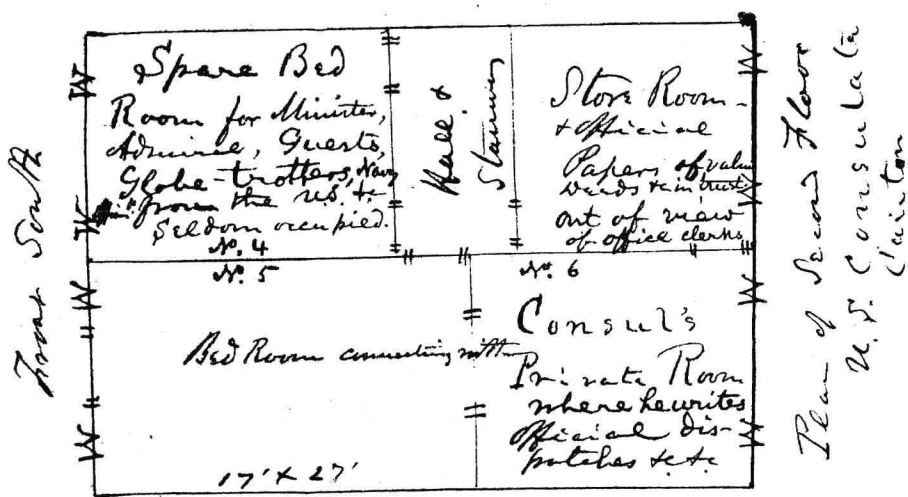 Front South
Spare Bed
Room for Minister,
Admiral, Guests,
Globe-trotters, Navy
from the US, &c
Seldom occupied.
No. 4
Hall &
Stairway
Store Room
& Official
Papers of value
deeds &c in trust
out of view
of office clerks
No. 5
Bed Room connecting with
17' x 27'
No. 6
Consul's
Private Room
where he writes
Official dis-
patches &c &c
Plan of Second Floor
U.S. Consulate
Canton
W
W
W
W
W
W
W
W